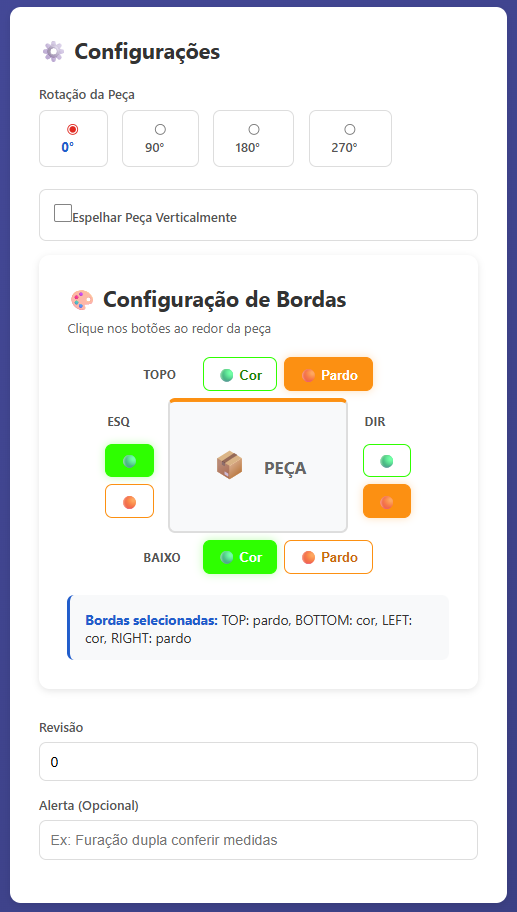 Configurações
Rotação da Peça
0°
90°
180°
270°
Espelhar Peça Verticalmente
Configuração de Bordas
Clique nos botões ao redor da peça
TOPO
Cor
Pardo
ESQ
DIR
PEÇA
BAIXO
Cor
Pardo
Bordas selecionadas: TOP: pardo, BOTTOM: cor, LEFT:
cor, RIGHT: pardo
Revisão
0
Alerta (Opcional)
Ex: Furação dupla conferir medidas